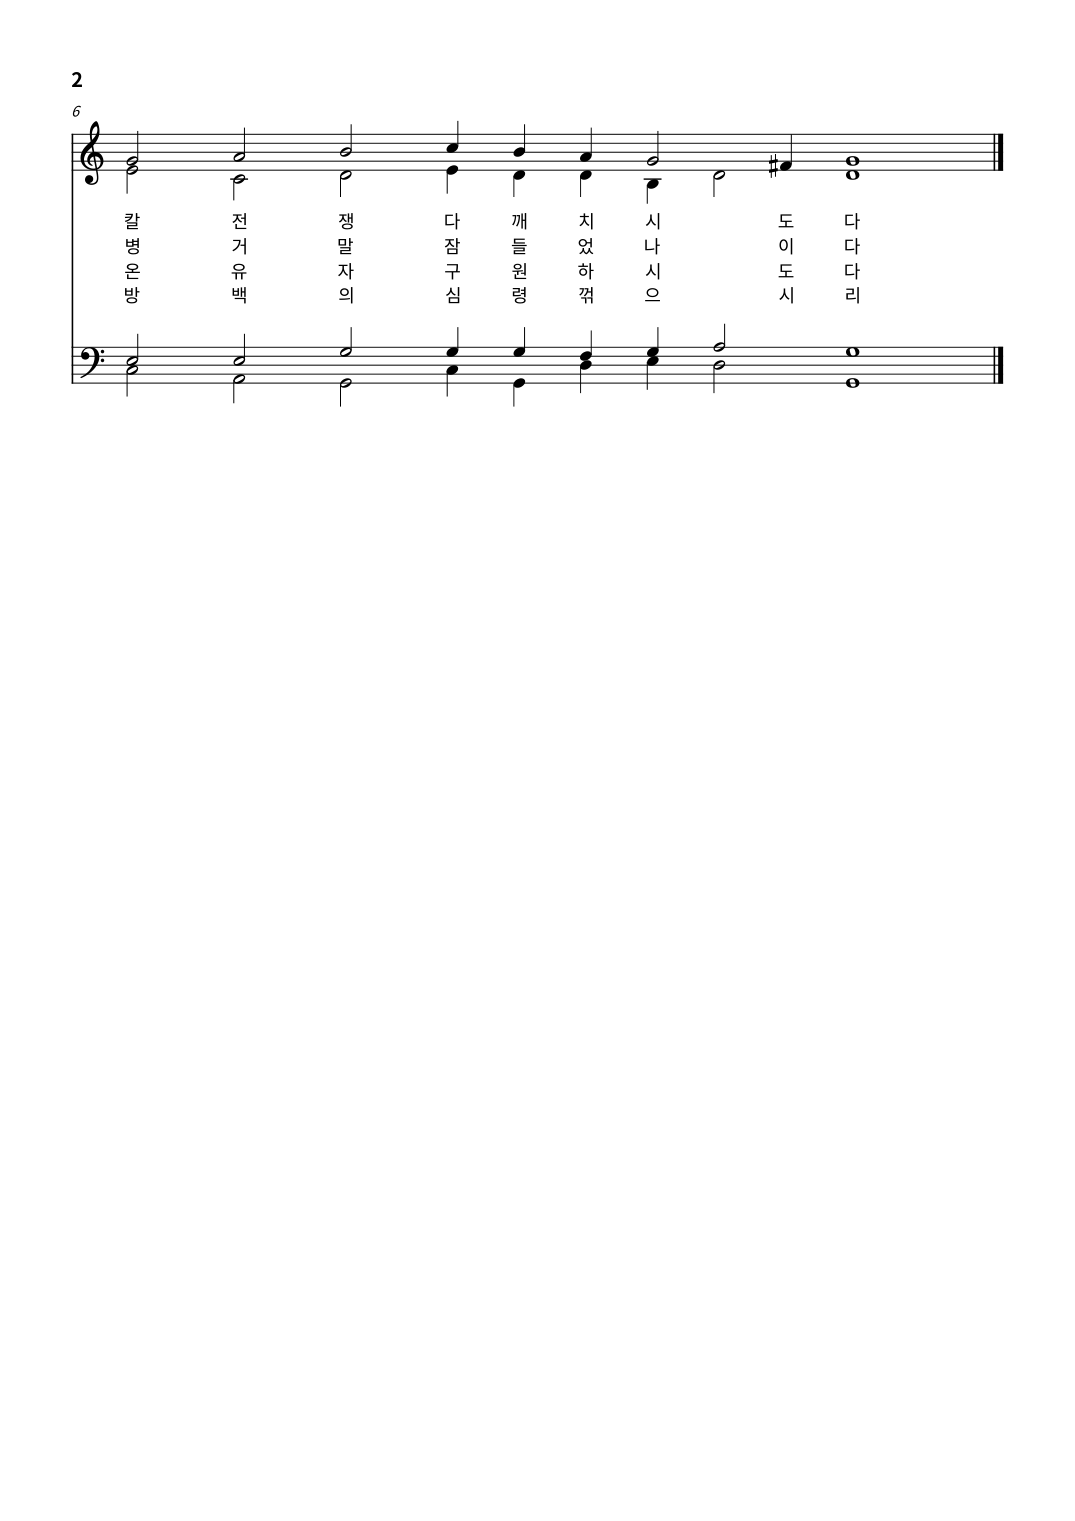 2
6
칼 전 쟁 다 깨 치 시 도 다
병 거 말 잠 들 었 나 이 다
온 유 자 구 원 하 시 도 다
방 백 의 심 령 꺾 으 시 리